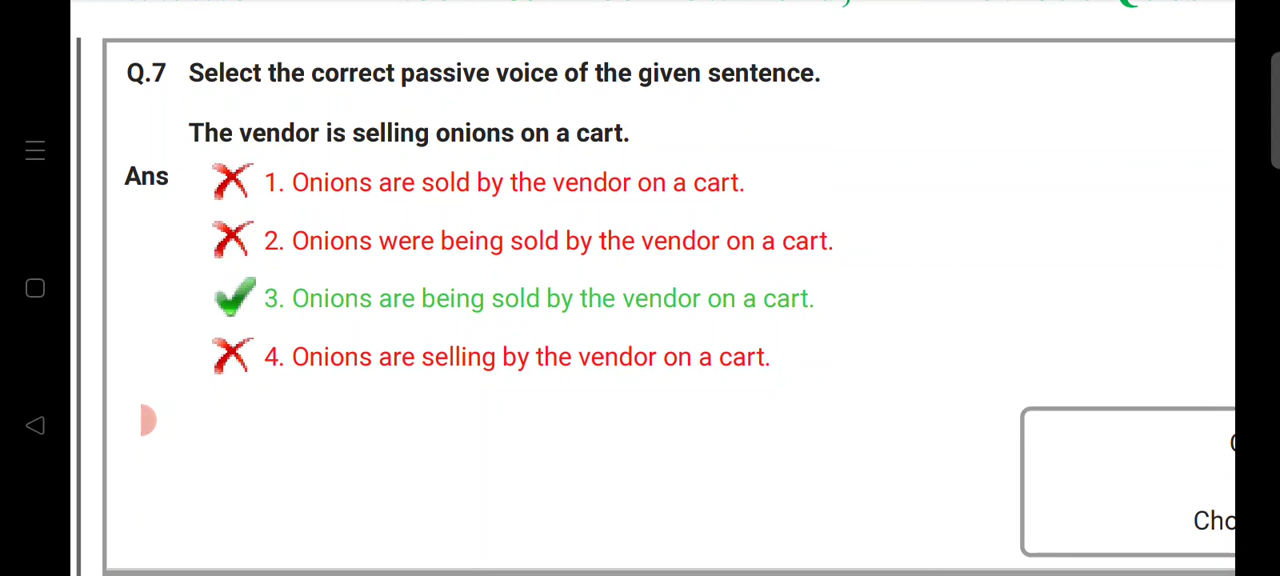 Q.7 Select the correct passive voice of the given sentence.
The vendor is selling onions on a cart.
Ans 1. Onions are sold by the vendor on a cart.
2. Onions were being sold by the vendor on a cart.
3. Onions are being sold by the vendor on a cart.
4. Onions are selling by the vendor on a cart.